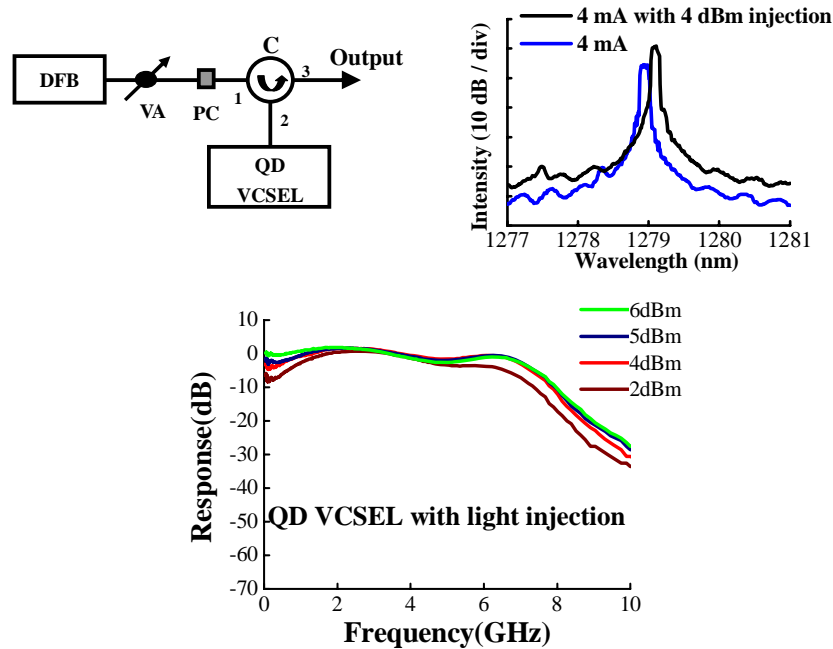 DFB
VA
PC
C
1
2
3
Output
QD
VCSEL
4 mA with 4 dBm injection
4 mA
Intensity (10 dB / div)
1277 1278 1279 1280 1281
Wavelength (nm)
6dBm
5dBm
4dBm
2dBm
10
0
-10
-20
-30
-40
-50
-60
-70
Response(dB)
QD VCSEL with light injection
0 2 4 6 8 10
Frequency(GHz)